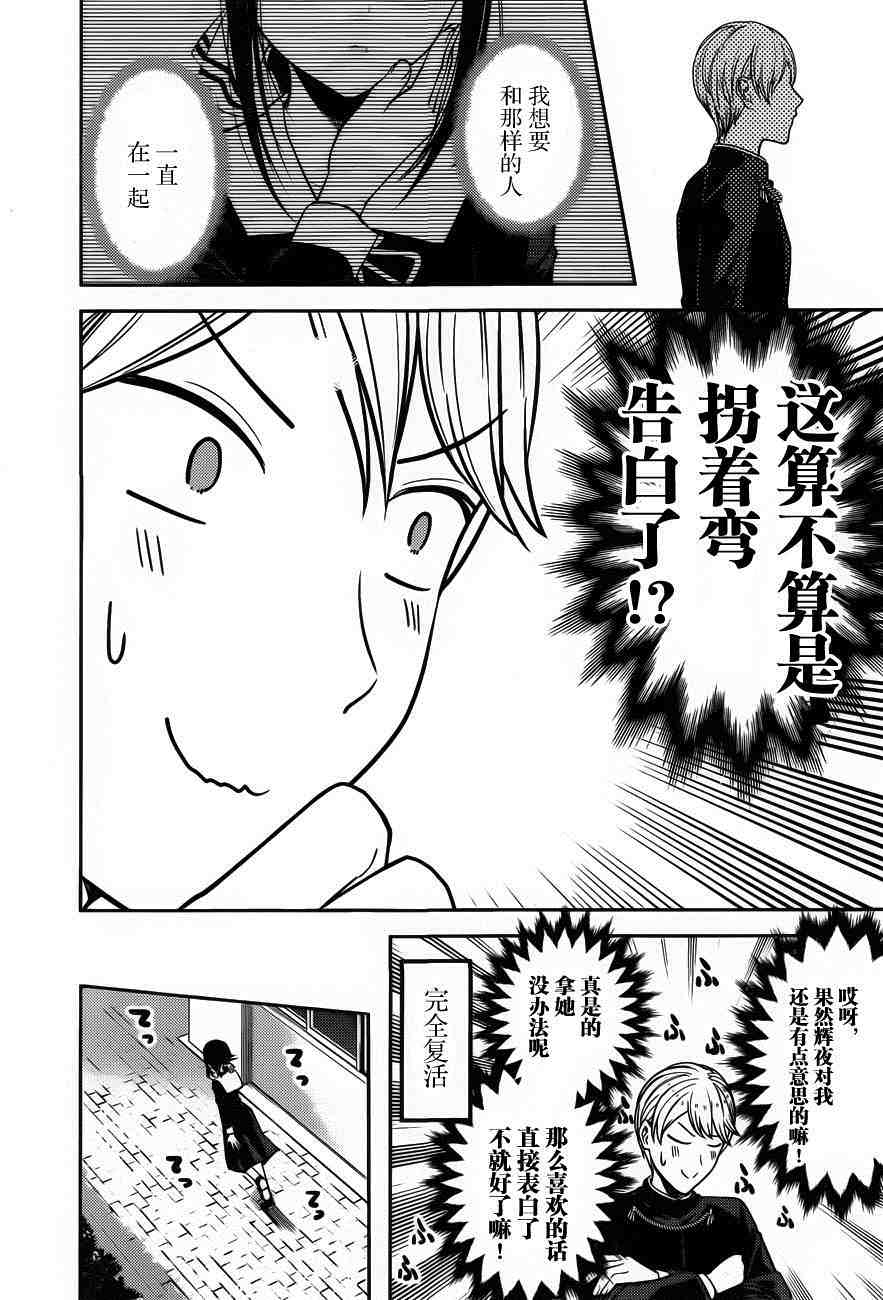 我想要
和那样的人
一直
在一起
这算不算是
拐着弯
告白了!?
哎呀，
果然辉夜对我
还是有点意思的嘛！
ふふふ
真是的
拿她
没办法呢
ふふふ
那么喜欢的话
直接表白了
不就好了嘛！
完全复活
てっ
てっ
てっ
てっ